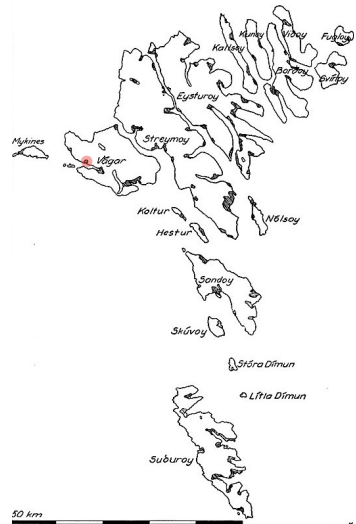 Kunoy
Viðoy
Fugloy
Kallsoy
Borðoy
Svínoy
Eysturoy
Streymoy
Mykines
Vágar
Koltur
Nólsoy
Hestur
Sandoy
Skúvoy
Stóra Dímun
Lítla Dímun
Suðuroy
50 km